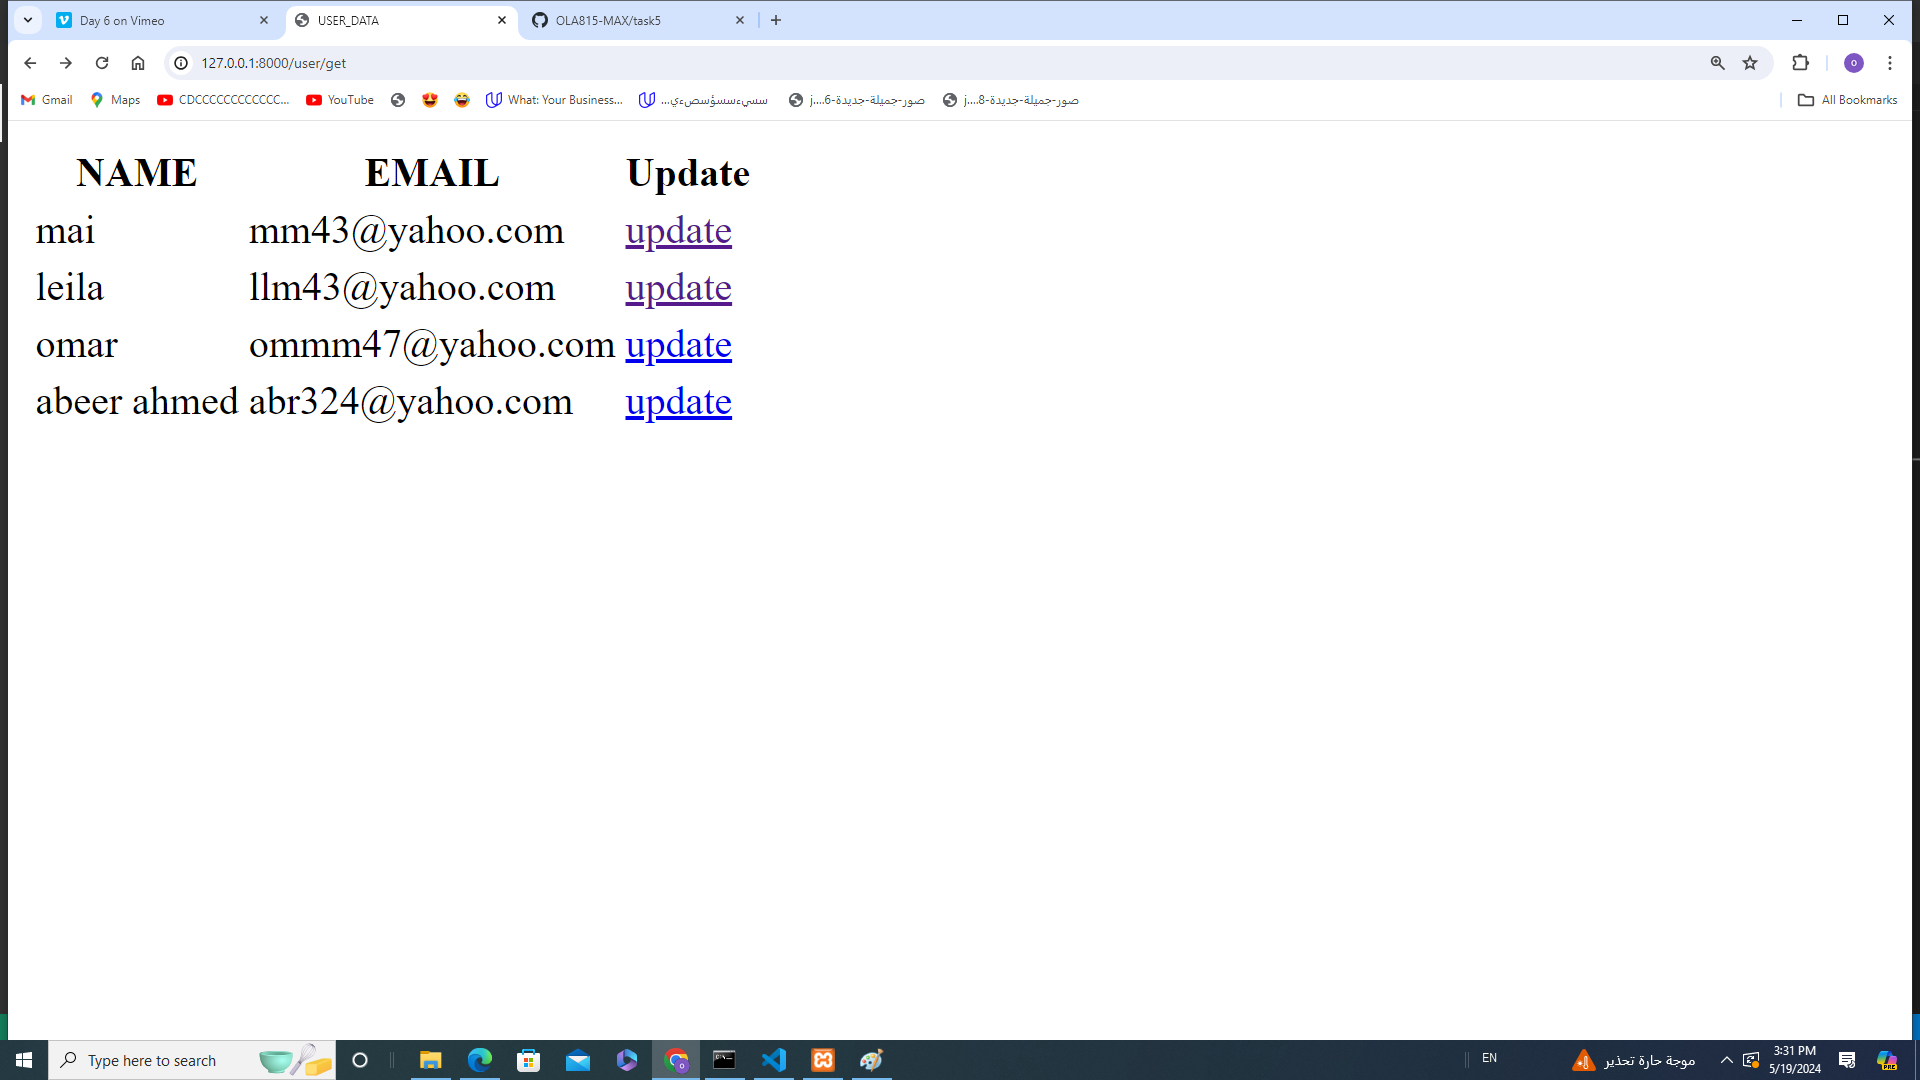 Day 6 on Vimeo
USER_DATA
OLA815-MAX/task5
127.0.0.1:8000/user/get
Gmail
Maps
CDCCCCCCCCCCCC...
YouTube
What: Your Business...
سسيءسسؤسصءي...
صور-جميلة-جديدة-6....j
صور-جميلة-جديدة-8....j
All Bookmarks
NAME EMAIL Update
mai mm43@yahoo.com update
leila llm43@yahoo.com update
omar ommm47@yahoo.com update
abeer ahmed abr324@yahoo.com update
Type here to search
EN
موجة حارة تحذير
3:31 PM
5/19/2024